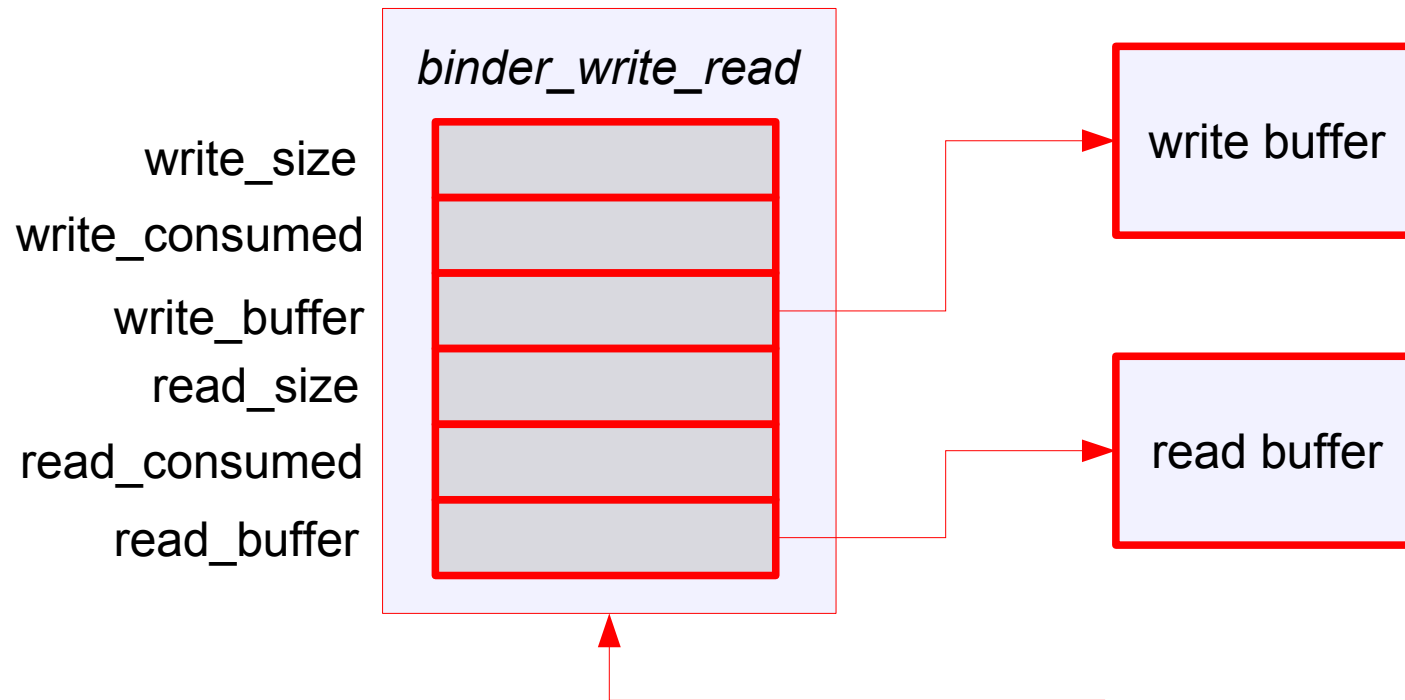 binder_write_read
write_size
write_consumed
write_buffer
read_size
read_consumed
read_buffer
write buffer
read buffer